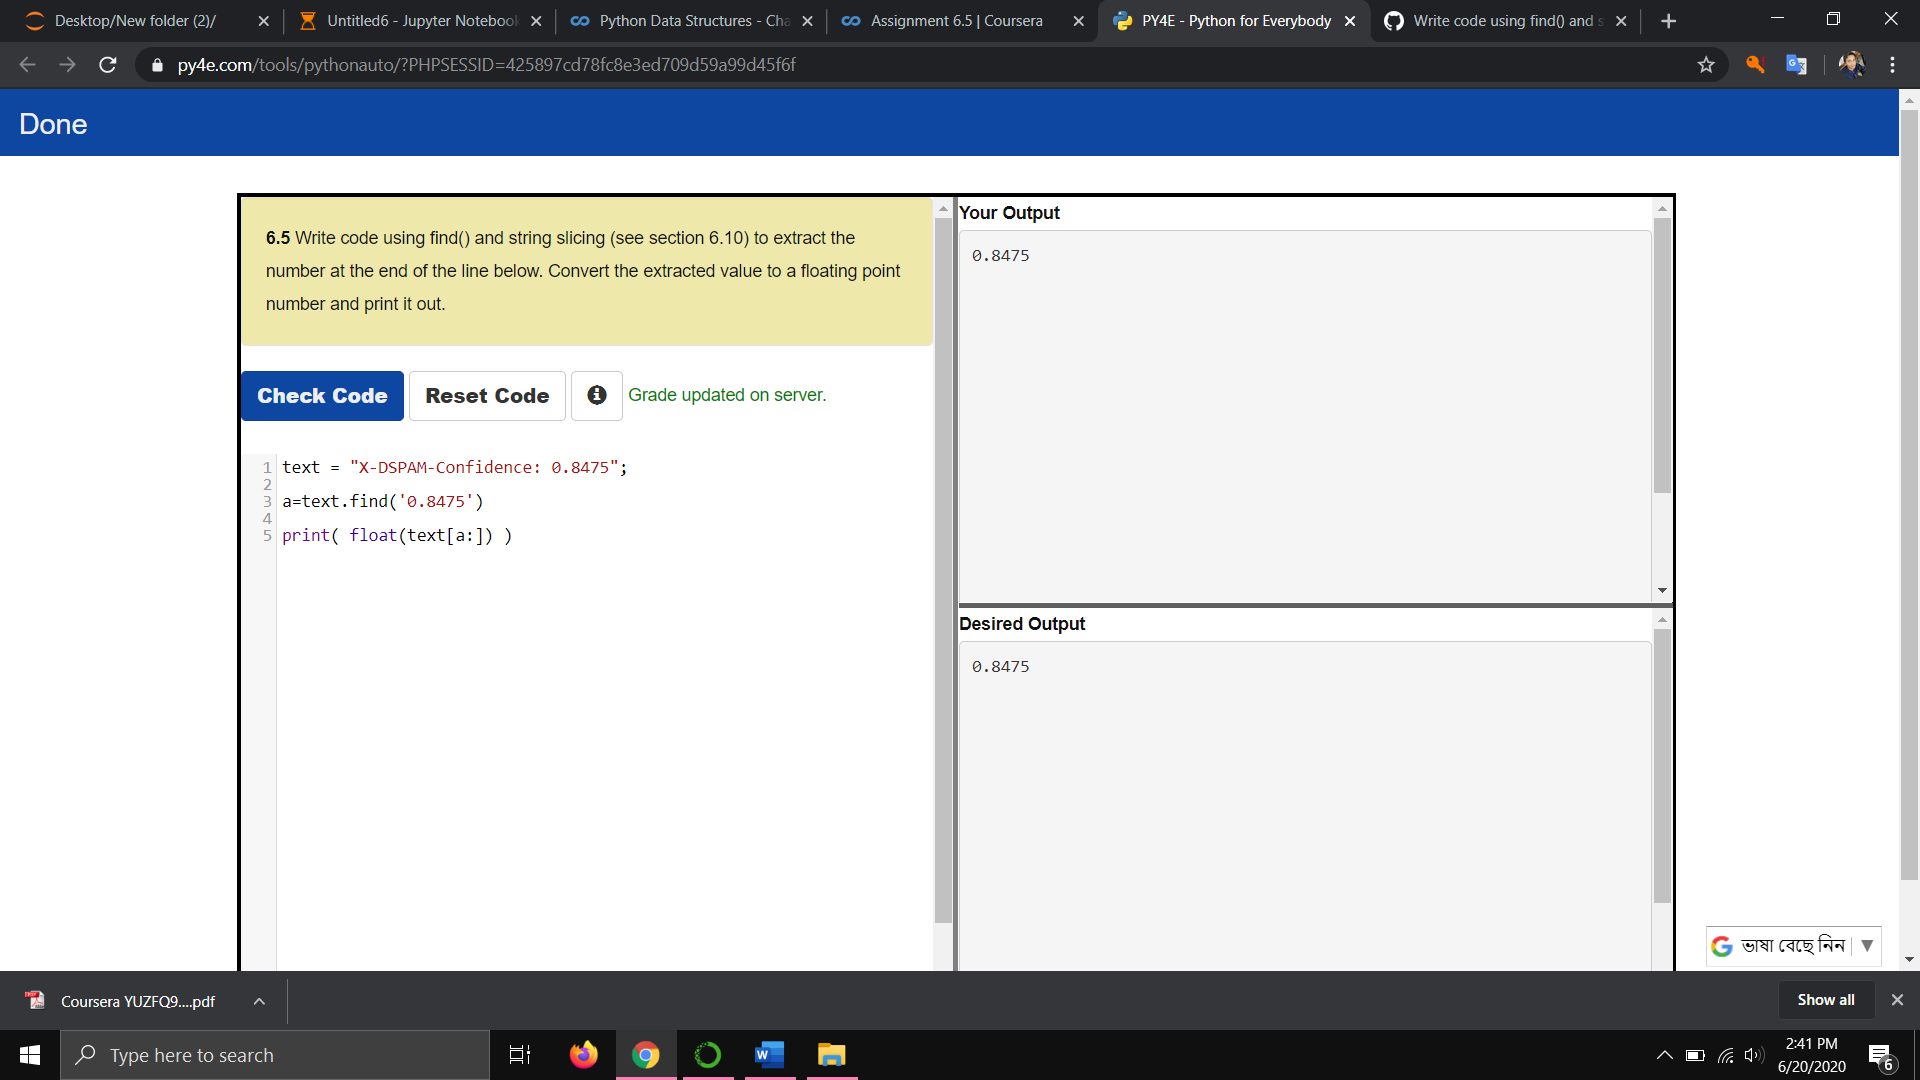 Desktop/New folder (2)/
Untitled6 - Jupyter Notebook
Python Data Structures - Cha
Assignment 6.5 | Coursera
PY4E - Python for Everybody
Write code using find() and s
py4e.com/tools/pythonauto/?PHPSESSID=425897cd78fc8e3ed709d59a99d45f6f
Done
6.5 Write code using find() and string slicing (see section 6.10) to extract the
number at the end of the line below. Convert the extracted value to a floating point
number and print it out.
Check Code
Reset Code
Grade updated on server.
1 text = "X-DSPAM-Confidence: 0.8475";
2
3 a=text.find('0.8475')
4
5 print( float(text[a:]) )
Your Output
0.8475
Desired Output
0.8475
G ভাষা বেছে নিন ▼
Coursera YUZFQ9....pdf
Show all
Type here to search
2:41 PM
6/20/2020
6